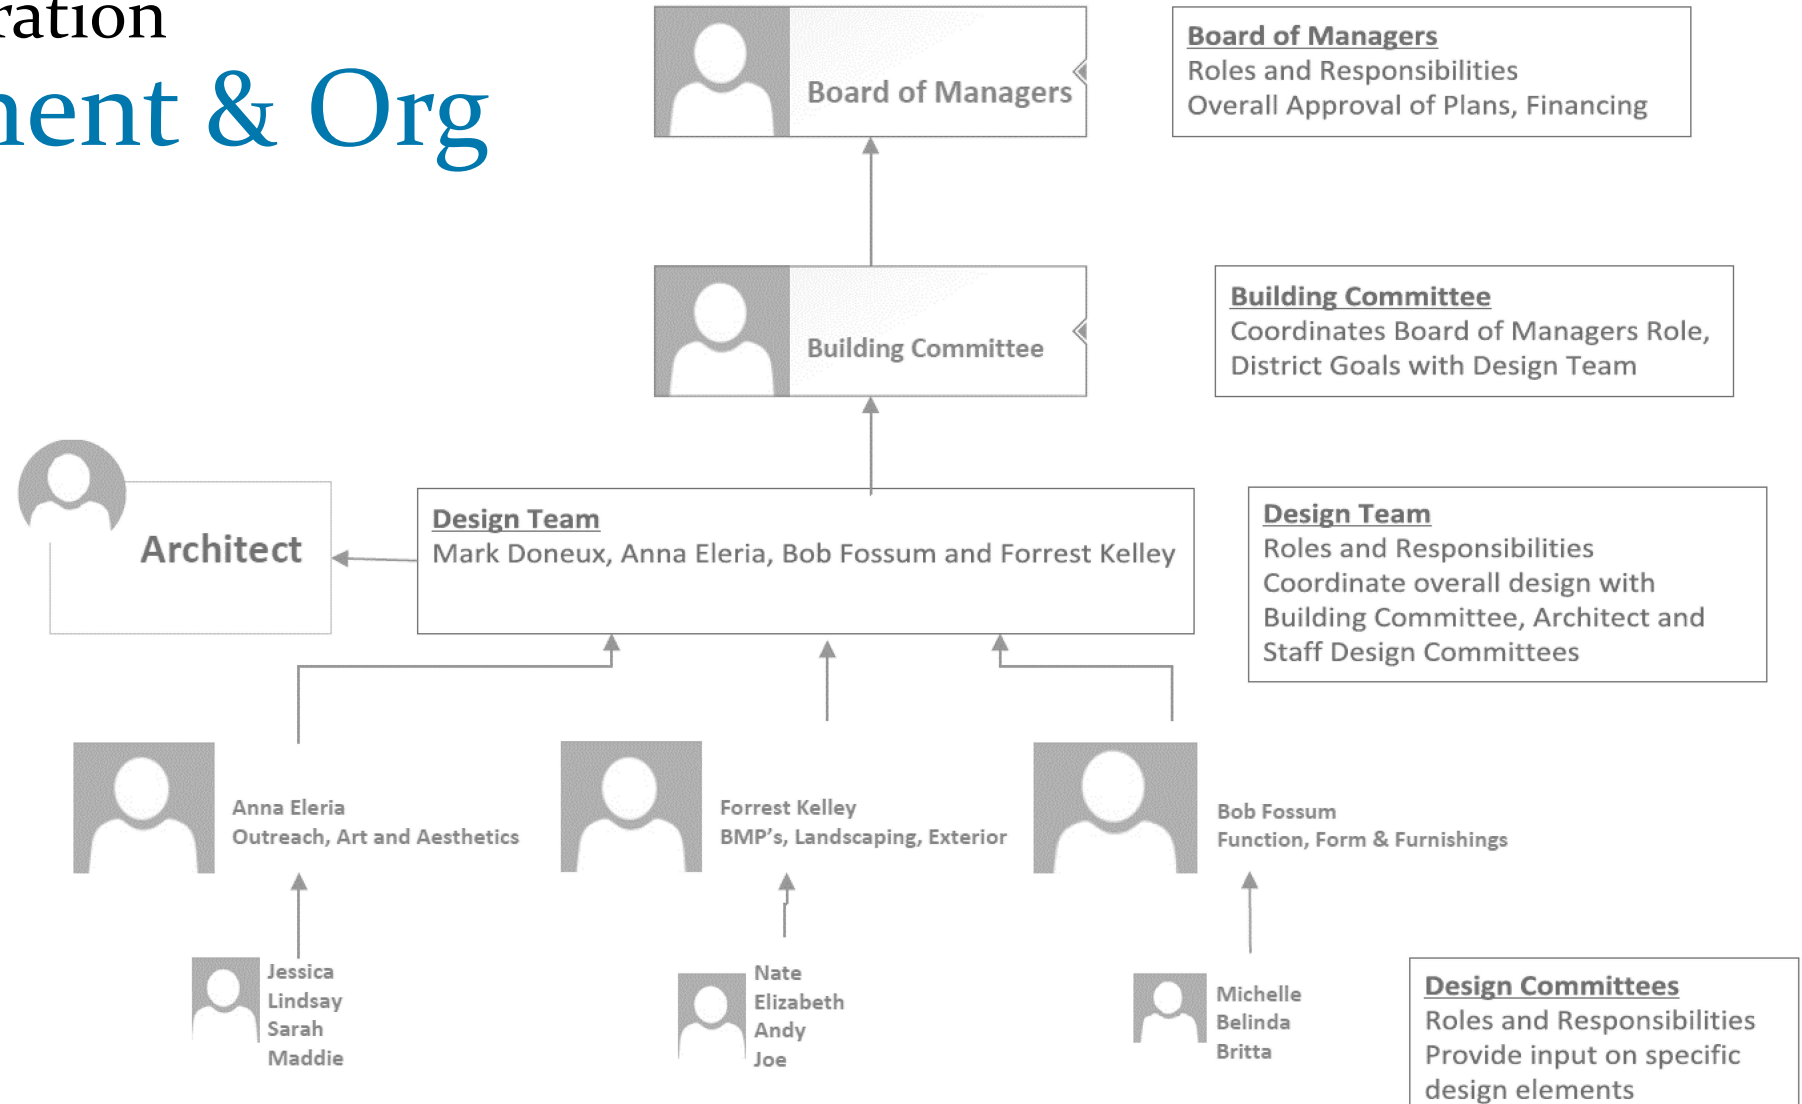 ration
nent & Org
Board of Managers
Board of Managers
Roles and Responsibilities
Overall Approval of Plans, Financing
Building Committee
Building Committee
Coordinates Board of Managers Role,
District Goals with Design Team
Architect
Design Team
Mark Doneux, Anna Eleria, Bob Fossum and Forrest Kelley
Design Team
Roles and Responsibilities
Coordinate overall design with
Building Committee, Architect and
Staff Design Committees
Anna Eleria
Outreach, Art and Aesthetics
Forrest Kelley
BMP's, Landscaping, Exterior
Bob Fossum
Function, Form & Furnishings
Jessica
Lindsay
Sarah
Maddie
Nate
Elizabeth
Andy
Joe
Michelle
Belinda
Britta
Design Committees
Roles and Responsibilities
Provide input on specific
design elements